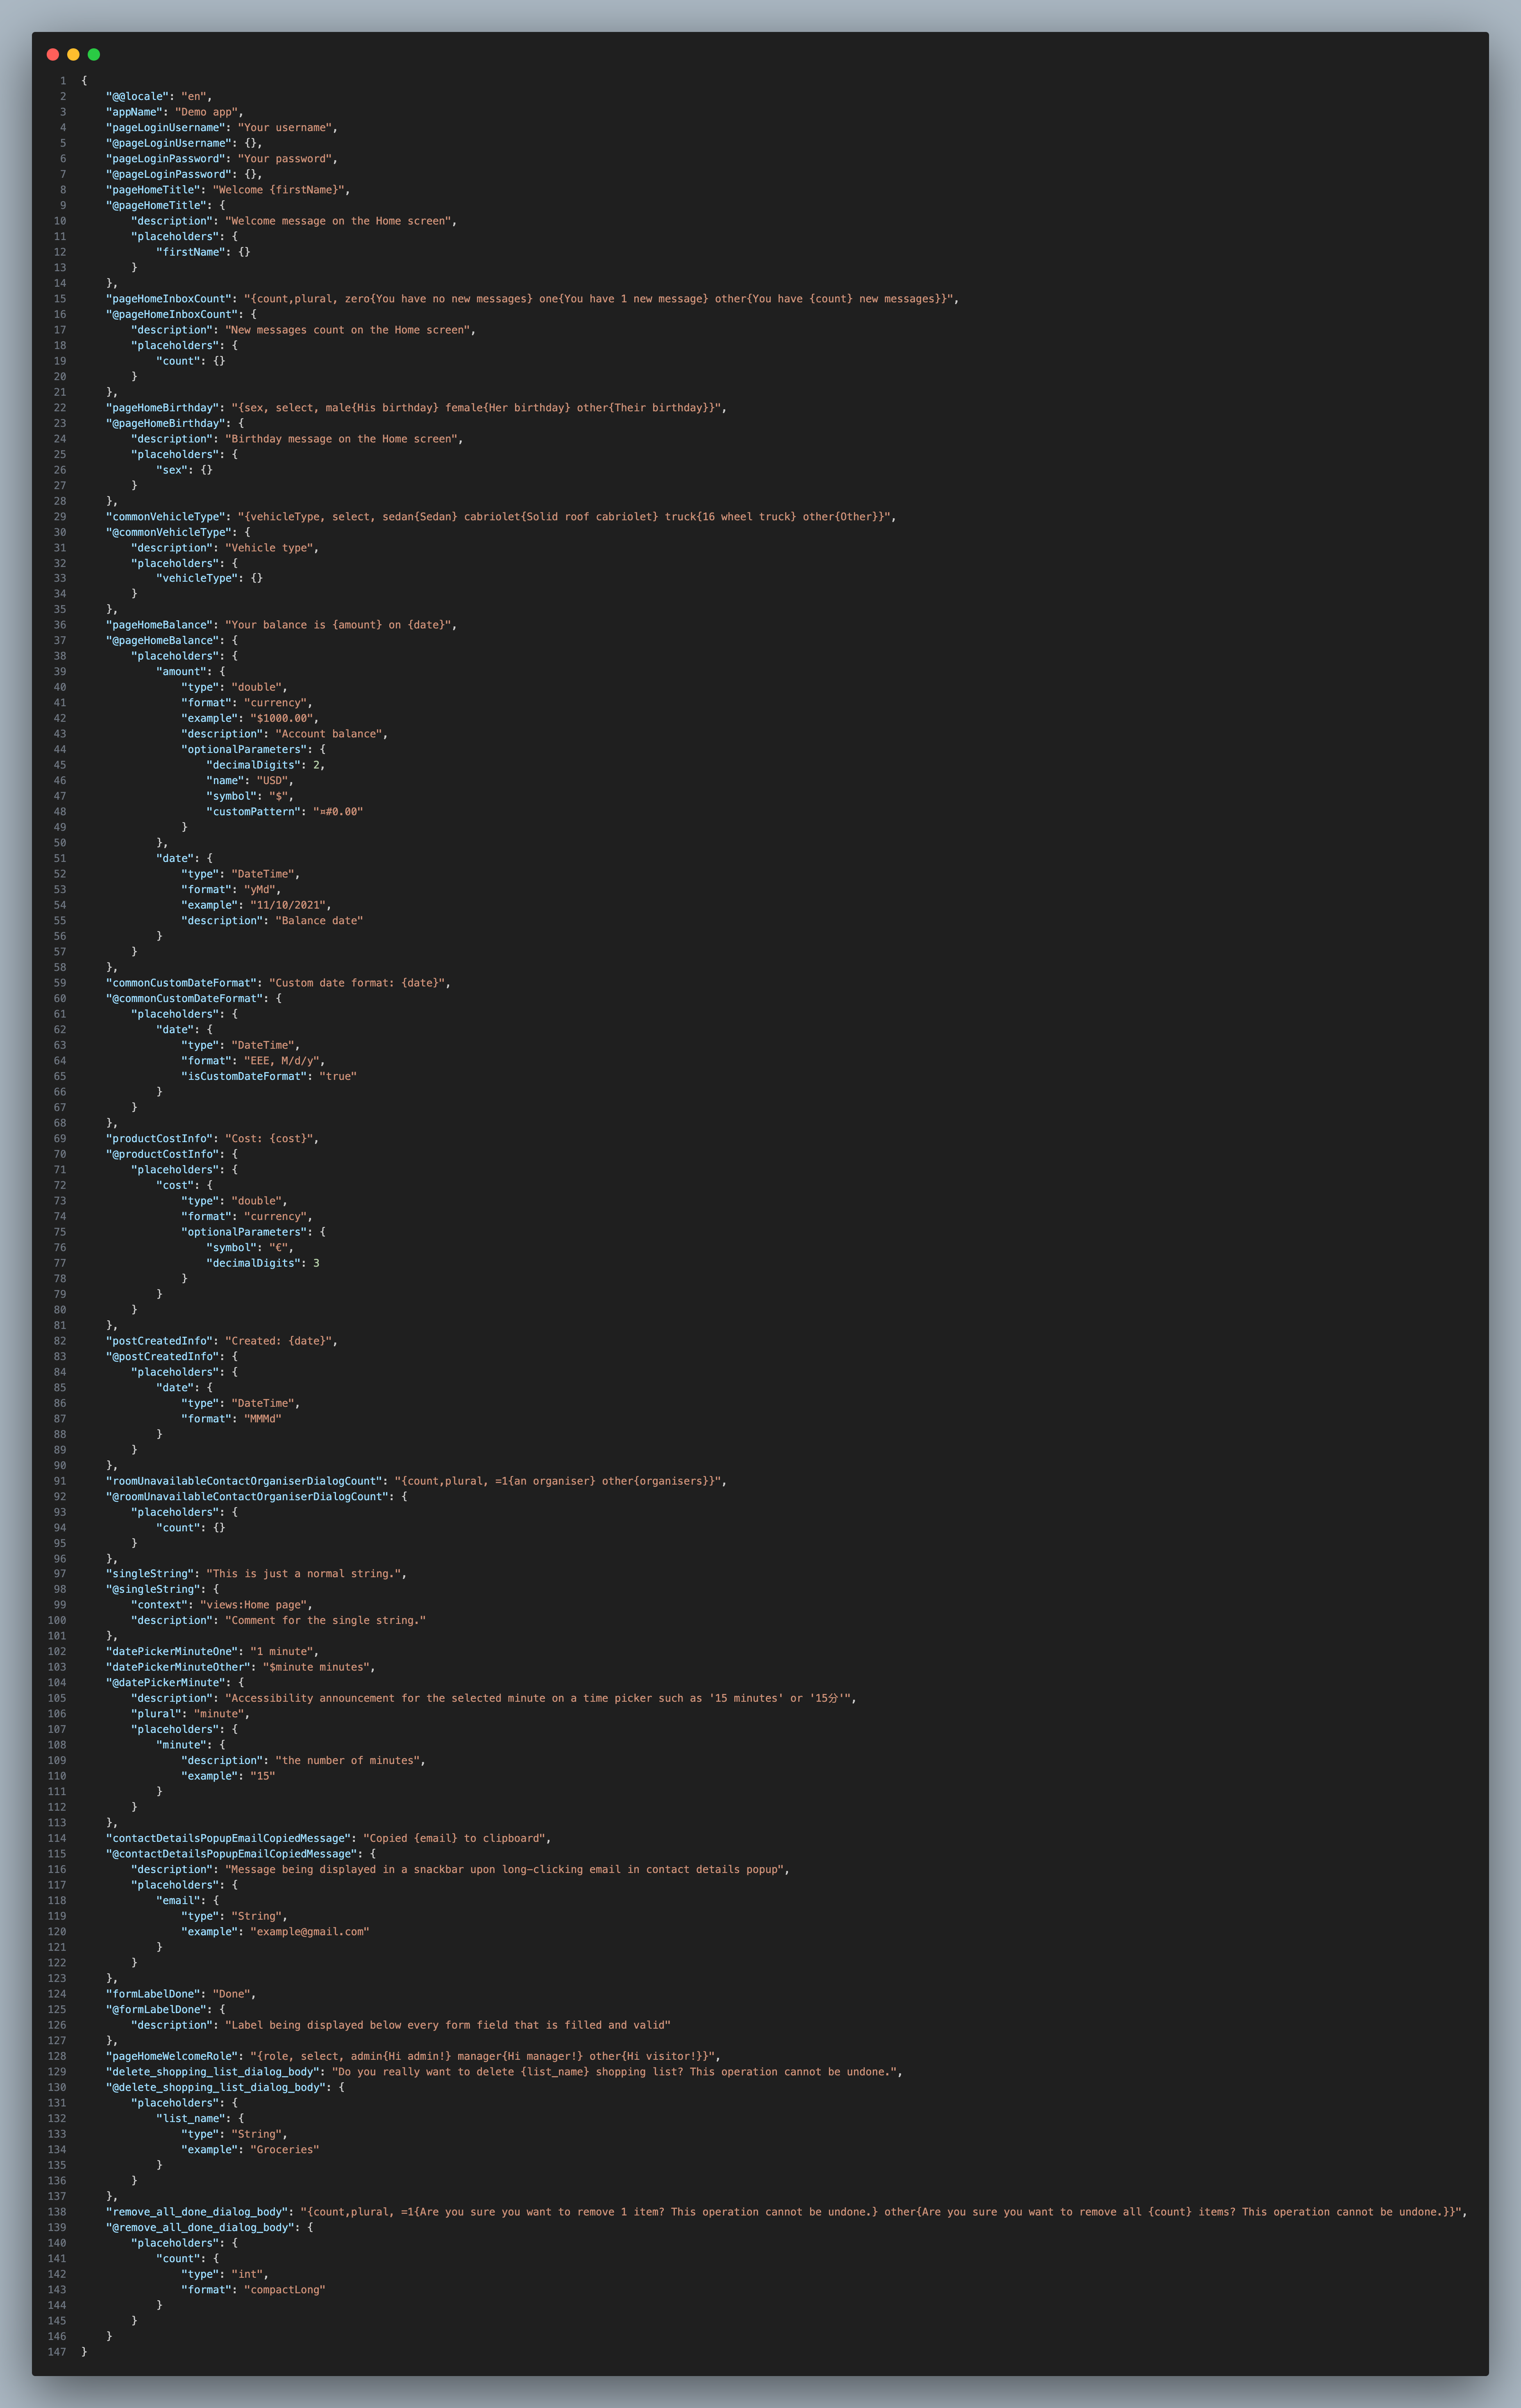 1 {
2     "@@locale": "en",
3     "appName": "Demo app",
4     "pageLoginUsername": "Your username",
5     "@pageLoginUsername": {},
6     "pageLoginPassword": "Your password",
7     "@pageLoginPassword": {},
8     "pageHomeTitle": "Welcome {firstName}",
9     "@pageHomeTitle": {
10         "description": "Welcome message on the Home screen",
11         "placeholders": {
12             "firstName": {}
13         }
14     },
15     "pageHomeInboxCount": "{count,plural, zero{You have no new messages} one{You have 1 new message} other{You have {count} new messages}}",
16     "@pageHomeInboxCount": {
17         "description": "New messages count on the Home screen",
18         "placeholders": {
19             "count": {}
20         }
21     },
22     "pageHomeBirthday": "{sex, select, male{His birthday} female{Her birthday} other{Their birthday}}",
23     "@pageHomeBirthday": {
24         "description": "Birthday message on the Home screen",
25         "placeholders": {
26             "sex": {}
27         }
28     },
29     "commonVehicleType": "{vehicleType, select, sedan{Sedan} cabriolet{Solid roof cabriolet} truck{16 wheel truck} other{Other}}",
30     "@commonVehicleType": {
31         "description": "Vehicle type",
32         "placeholders": {
33             "vehicleType": {}
34         }
35     },
36     "pageHomeBalance": "Your balance is {amount} on {date}",
37     "@pageHomeBalance": {
38         "placeholders": {
39             "amount": {
40                 "type": "double",
41                 "format": "currency",
42                 "example": "$1000.00",
43                 "description": "Account balance",
44                 "optionalParameters": {
45                     "decimalDigits": 2,
46                     "name": "USD",
47                     "symbol": "$",
48                     "customPattern": "¤#0.00"
49                 }
50             },
51             "date": {
52                 "type": "DateTime",
53                 "format": "yMd",
54                 "example": "11/10/2021",
55                 "description": "Balance date"
56             }
57         }
58     },
59     "commonCustomDateFormat": "Custom date format: {date}",
60     "@commonCustomDateFormat": {
61         "placeholders": {
62             "date": {
63                 "type": "DateTime",
64                 "format": "EEE, M/d/y",
65                 "isCustomDateFormat": "true"
66             }
67         }
68     },
69     "productCostInfo": "Cost: {cost}",
70     "@productCostInfo": {
71         "placeholders": {
72             "cost": {
73                 "type": "double",
74                 "format": "currency",
75                 "optionalParameters": {
76                     "symbol": "€",
77                     "decimalDigits": 3
78                 }
79             }
80         }
81     },
82     "postCreatedInfo": "Created: {date}",
83     "@postCreatedInfo": {
84         "placeholders": {
85             "date": {
86                 "type": "DateTime",
87                 "format": "MMMd"
88             }
89         }
90     },
91     "roomUnavailableContactOrganiserDialogCount": "{count,plural, =1{an organiser} other{organisers}}",
92     "@roomUnavailableContactOrganiserDialogCount": {
93         "placeholders": {
94             "count": {}
95         }
96     },
97     "singleString": "This is just a normal string.",
98     "@singleString": {
99         "context": "views:Home page",
100         "description": "Comment for the single string."
101     },
102     "datePickerMinuteOne": "1 minute",
103     "datePickerMinuteOther": "$minute minutes",
104     "@datePickerMinute": {
105         "description": "Accessibility announcement for the selected minute on a time picker such as '15 minutes' or '15分'",
106         "plural": "minute",
107         "placeholders": {
108             "minute": {
109                 "description": "the number of minutes",
110                 "example": "15"
111             }
112         }
113     },
114     "contactDetailsPopupEmailCopiedMessage": "Copied {email} to clipboard",
115     "@contactDetailsPopupEmailCopiedMessage": {
116         "description": "Message being displayed in a snackbar upon long-clicking email in contact details popup",
117         "placeholders": {
118             "email": {
119                 "type": "String",
120                 "example": "example@gmail.com"
121             }
122         }
123     },
124     "formLabelDone": "Done",
125     "@formLabelDone": {
126         "description": "Label being displayed below every form field that is filled and valid"
127     },
128     "pageHomeWelcomeRole": "{role, select, admin{Hi admin!} manager{Hi manager!} other{Hi visitor!}}",
129     "delete_shopping_list_dialog_body": "Do you really want to delete {list_name} shopping list? This operation cannot be undone.",
130     "@delete_shopping_list_dialog_body": {
131         "placeholders": {
132             "list_name": {
133                 "type": "String",
134                 "example": "Groceries"
135             }
136         }
137     },
138     "remove_all_done_dialog_body": "{count,plural, =1{Are you sure you want to remove 1 item? This operation cannot be undone.} other{Are you sure you want to remove all {count} items? This operation cannot be undone.}}",
139     "@remove_all_done_dialog_body": {
140         "placeholders": {
141             "count": {
142                 "type": "int",
143                 "format": "compactLong"
144             }
145         }
146     }
147 }